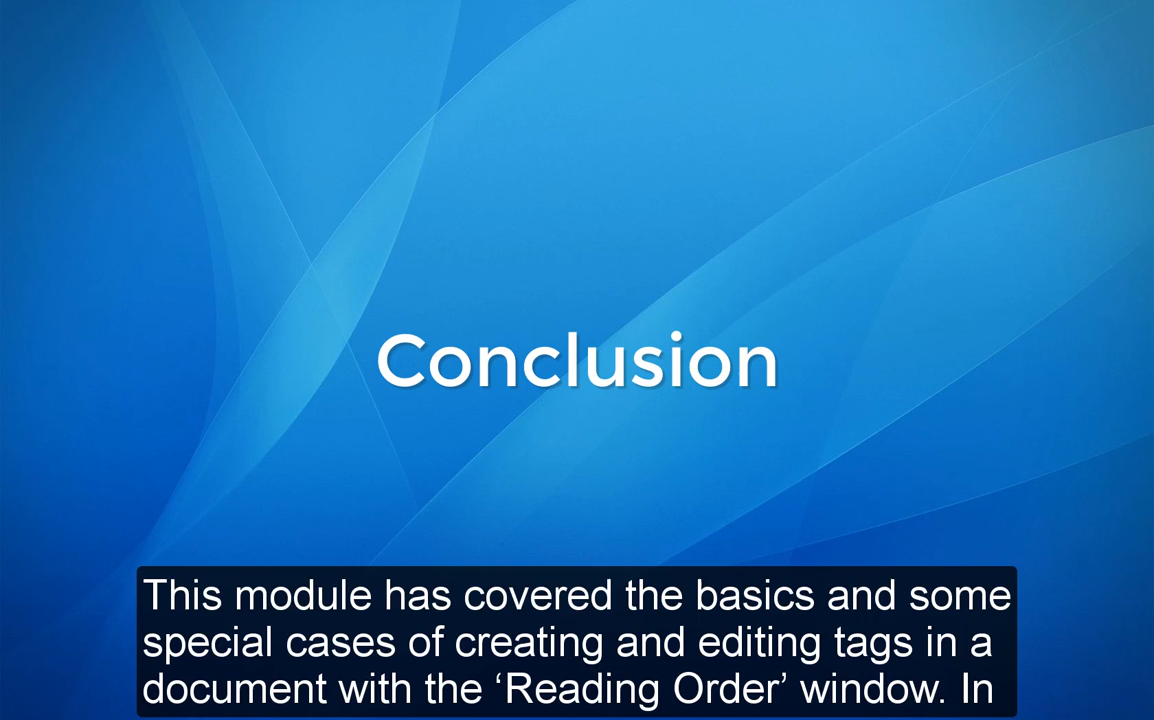 Conclusion
This module has covered the basics and some
special cases of creating and editing tags in a
document with the ‘Reading Order’ window. In